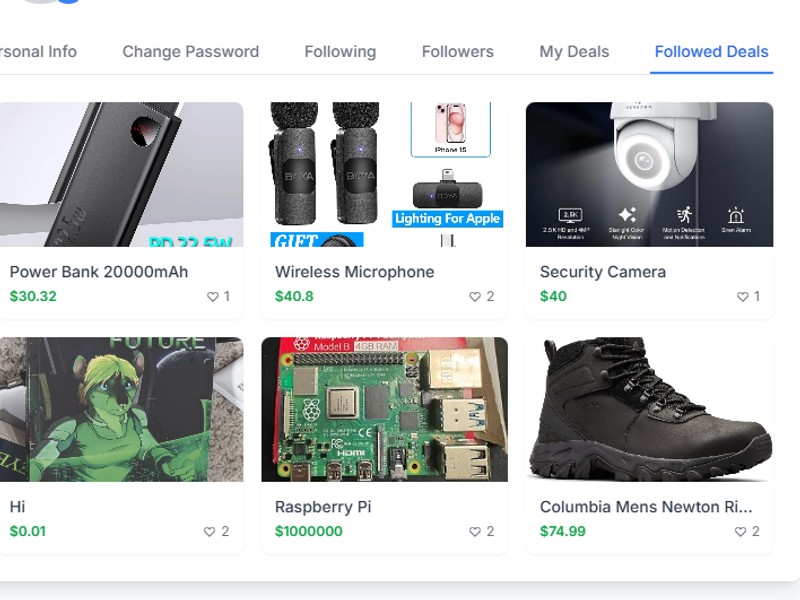 rsonal Info
Change Password
Following
Followers
My Deals
Followed Deals
PD 22.5W
Power Bank 20000mAh
$30.32
1
BOYA
BOYA
iPhone 15
BOYA
Lighting For Apple
GIFT
Wireless Microphone
$40.8
2
2.5K
2.5K HD and 4MP
Resolution
Starlight Color
Night Vision
Motion Detection
and Notifications
Siren Alarm
Security Camera
$40
1
FUTURE
Hi
$0.01
2
Model B 4GB RAM
FC CE
HDMI
Raspberry Pi
$1000000
2
Columbia Mens Newton Ri...
$74.99
2